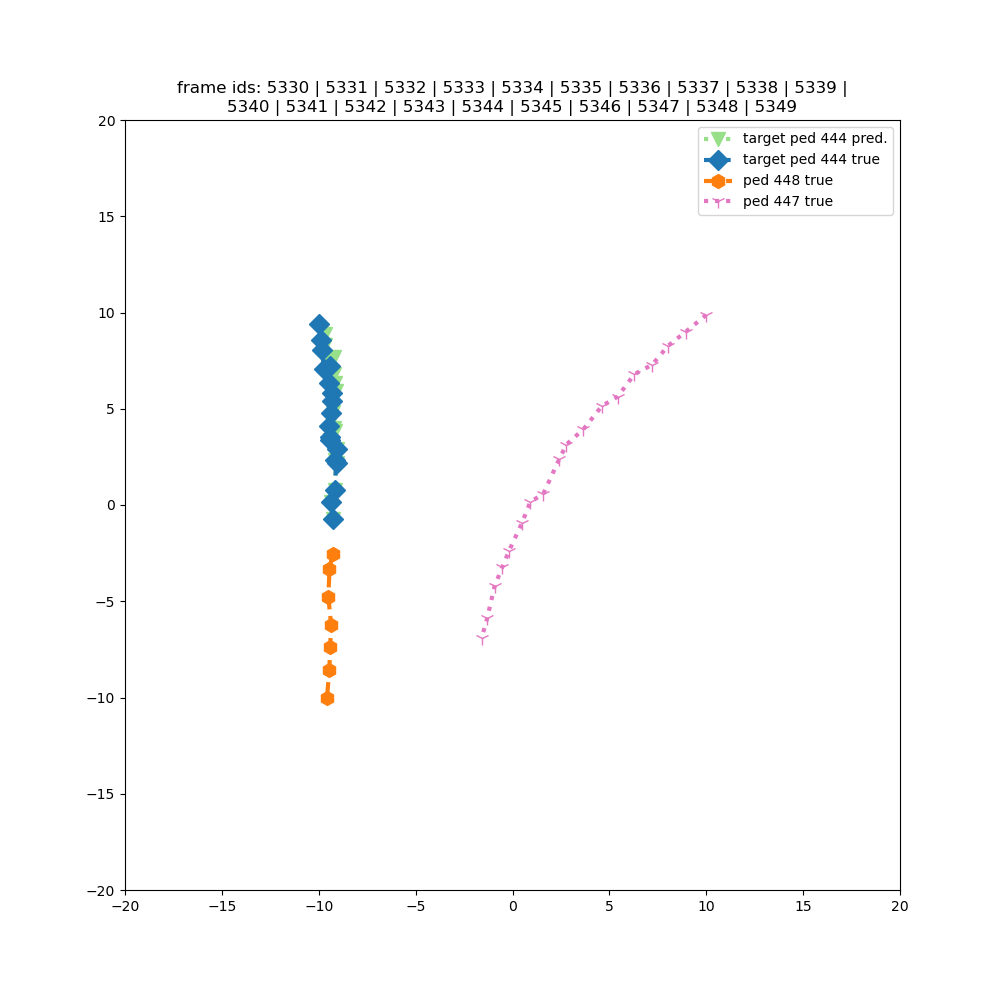 frame ids: 5330 | 5331 | 5332 | 5333 | 5334 | 5335 | 5336 | 5337 | 5338 | 5339 |
5340 | 5341 | 5342 | 5343 | 5344 | 5345 | 5346 | 5347 | 5348 | 5349
target ped 444 pred.
target ped 444 true
ped 448 true
ped 447 true
20
15
10
5
0
−5
−10
−15
−20
−20 −15 −10 −5 0 5 10 15 20